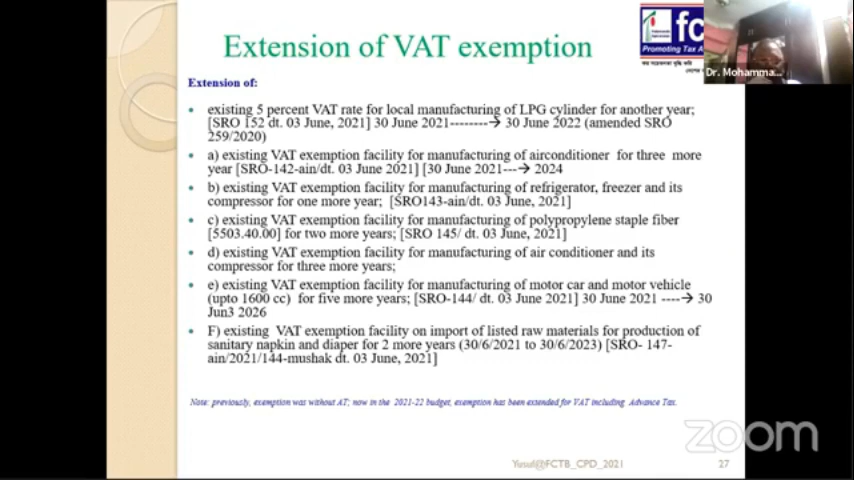 Extension of VAT exemption
fc
Promoting Tax A
Dr. Mohamma...
Extension of:
• existing 5 percent VAT rate for local manufacturing of LPG cylinder for another year;
[SRO 152 dt. 03 June, 2021] 30 June 2021--------→ 30 June 2022 (amended SRO
259/2020)
• a) existing VAT exemption facility for manufacturing of airconditioner for three more
year [SRO-142-ain/dt. 03 June 2021] [30 June 2021---→ 2024
• b) existing VAT exemption facility for manufacturing of refrigerator, freezer and its
compressor for one more year; [SRO143-ain/dt. 03 June, 2021]
• c) existing VAT exemption facility for manufacturing of polypropylene staple fiber
[5503.40.00] for two more years; [SRO 145/ dt. 03 June, 2021]
• d) existing VAT exemption facility for manufacturing of air conditioner and its
compressor for three more years;
• e) existing VAT exemption facility for manufacturing of motor car and motor vehicle
(upto 1600 cc) for five more years; [SRO-144/ dt. 03 June 2021] 30 June 2021 ----→ 30
Jun3 2026
• F) existing VAT exemption facility on import of listed raw materials for production of
sanitary napkin and diaper for 2 more years (30/6/2021 to 30/6/2023) [SRO- 147-
ain/2021/144-mushak dt. 03 June, 2021]
Note: previously, exemption was without AT; now in the 2021-22 budget, exemption has been extended for VAT including Advance Tax.
zoom
Yusuf@FCTB_CPD_2021
27